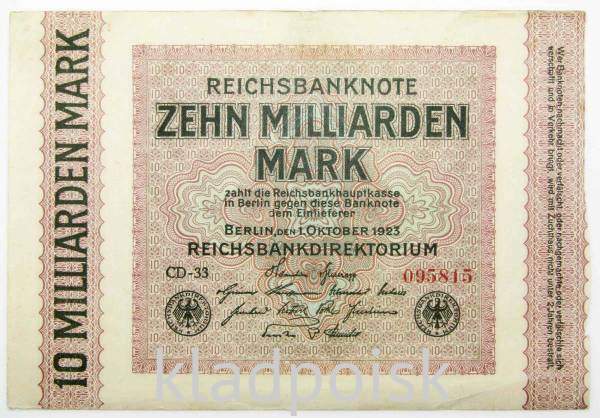 10 MILLIARDEN MARK
REICHSBANKNOTE
ZEHN MILLIARDEN
MARK
zahlt die Reichsbankhauptkasse
in Berlin gegen diese Banknote
dem Einlieferer
BERLIN, DEN 1. OKTOBER 1923
REICHSBANKDIREKTORIUM
CD-33
095815
Wer Banknoten nachmacht oder verfälscht oder nachgemachte oder verfälschte sich
verschafft und in Verkehr bringt, wird mit Zuchthaus nicht unter 2 Jahren bestraft.
kladpoisk